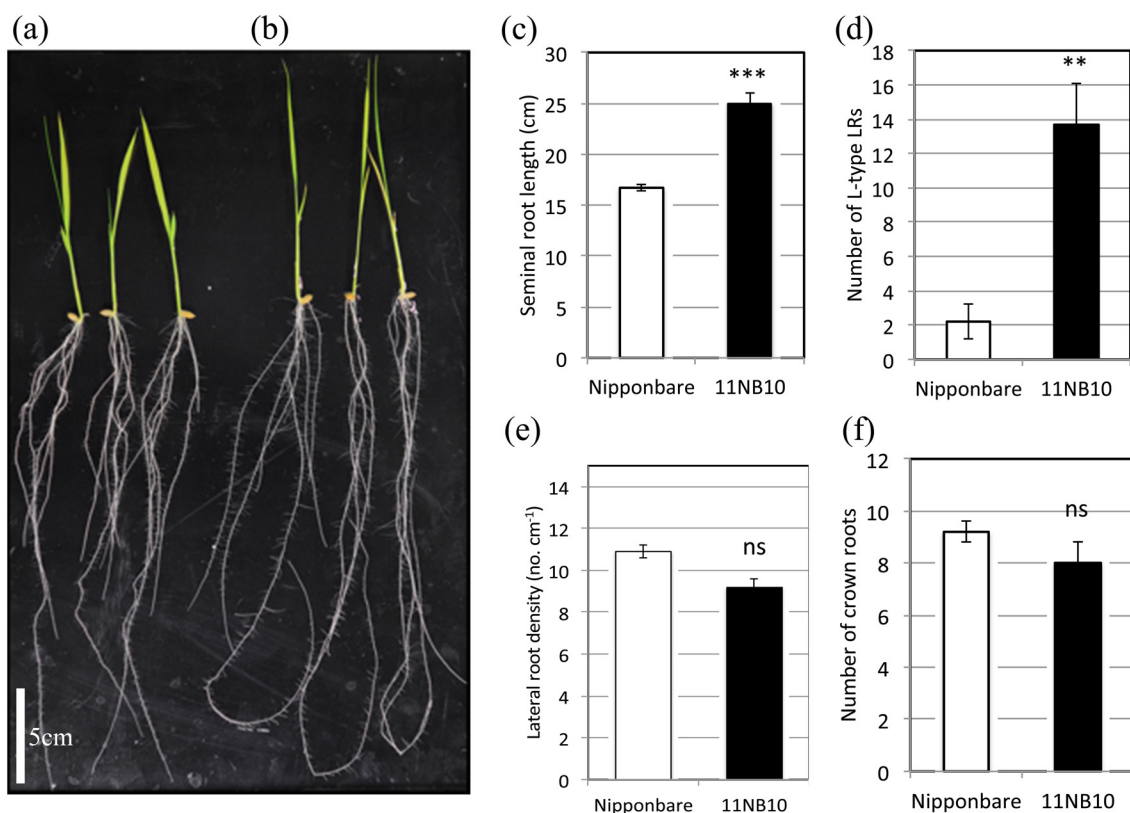 (a)
(b)
5cm
(c)
Seminal root length (cm)
30
25
20
15
10
5
0
***
Nipponbare 11NB10
(d)
Number of L-type LRs
18
16
14
12
10
8
6
4
2
0
**
Nipponbare 11NB10
(e)
Lateral root density (no. cm⁻¹)
14
12
10
8
6
4
2
0
ns
Nipponbare 11NB10
(f)
Number of crown roots
12
10
8
6
4
2
0
ns
Nipponbare 11NB10